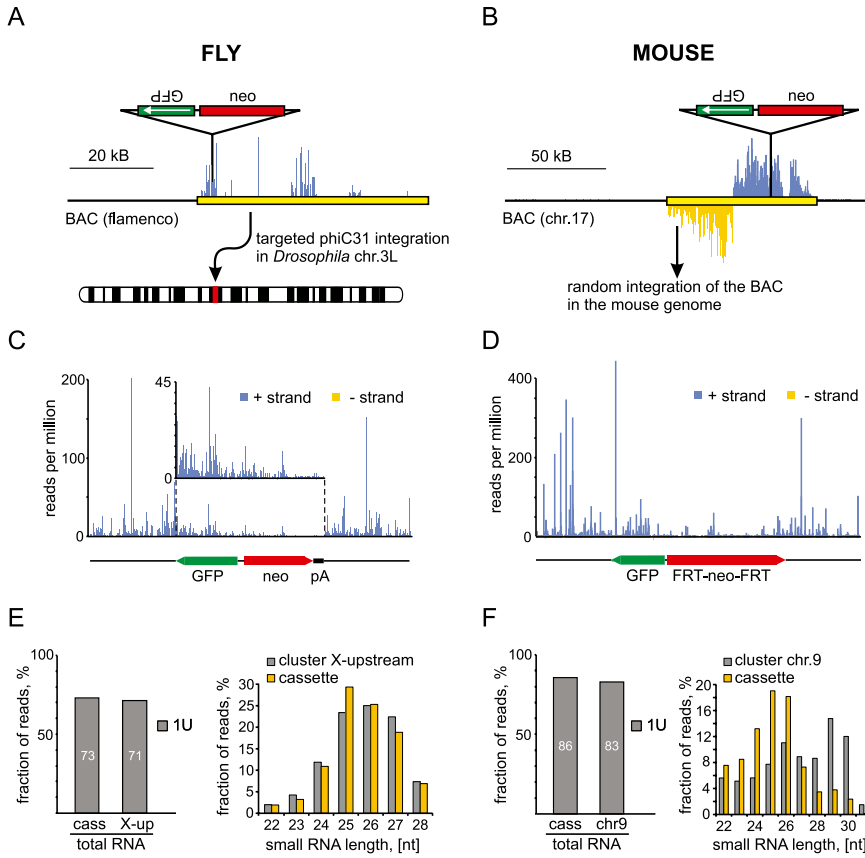 A
B
FLY
MOUSE
GFP
neo
GFP
neo
20 kB
50 kB
BAC (flamenco)
BAC (chr.17)
targeted phiC31 integration
in Drosophila chr.3L
random integration of the BAC
in the mouse genome
C
D
reads per million
200
100
0
45
0
+ strand
- strand
GFP
neo
pA
reads per million
400
200
0
+ strand
- strand
GFP
FRT-neo-FRT
E
F
fraction of reads, %
100
50
73
71
1U
cass
X-up
total RNA
cluster X-upstream
cassette
fraction of reads, %
30
25
20
15
10
5
0
22
23
24
25
26
27
28
small RNA length, [nt]
fraction of reads, %
100
50
86
83
1U
cass
chr9
total RNA
cluster chr.9
cassette
fraction of reads, %
20
16
12
8
4
0
22
24
26
28
30
small RNA length, [nt]